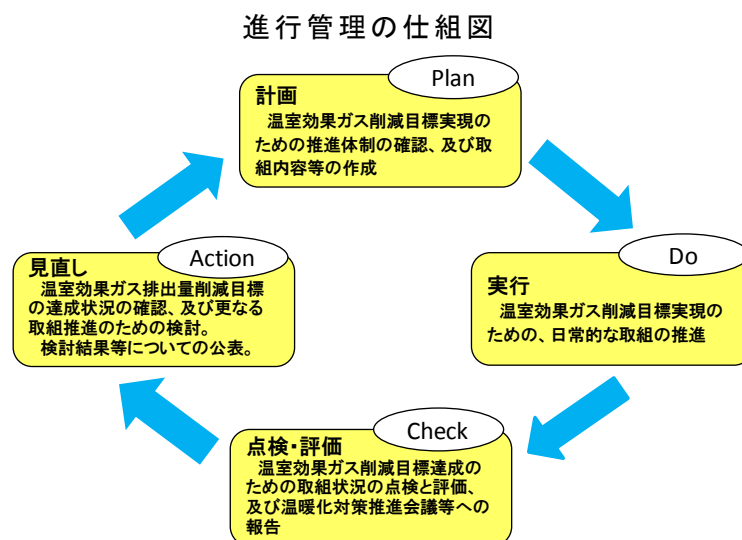 進行管理の仕組図
Plan
計画
温室効果ガス削減目標実現の
ための推進体制の確認、及び取
組内容等の作成
Do
実行
温室効果ガス削減目標実現の
ための、日常的な取組の推進
Check
点検・評価
温室効果ガス削減目標達成の
ための取組状況の点検と評価、
及び温暖化対策推進会議等への
報告
Action
見直し
温室効果ガス排出量削減目標
の達成状況の確認、及び更なる
取組推進のための検討。
検討結果等についての公表。